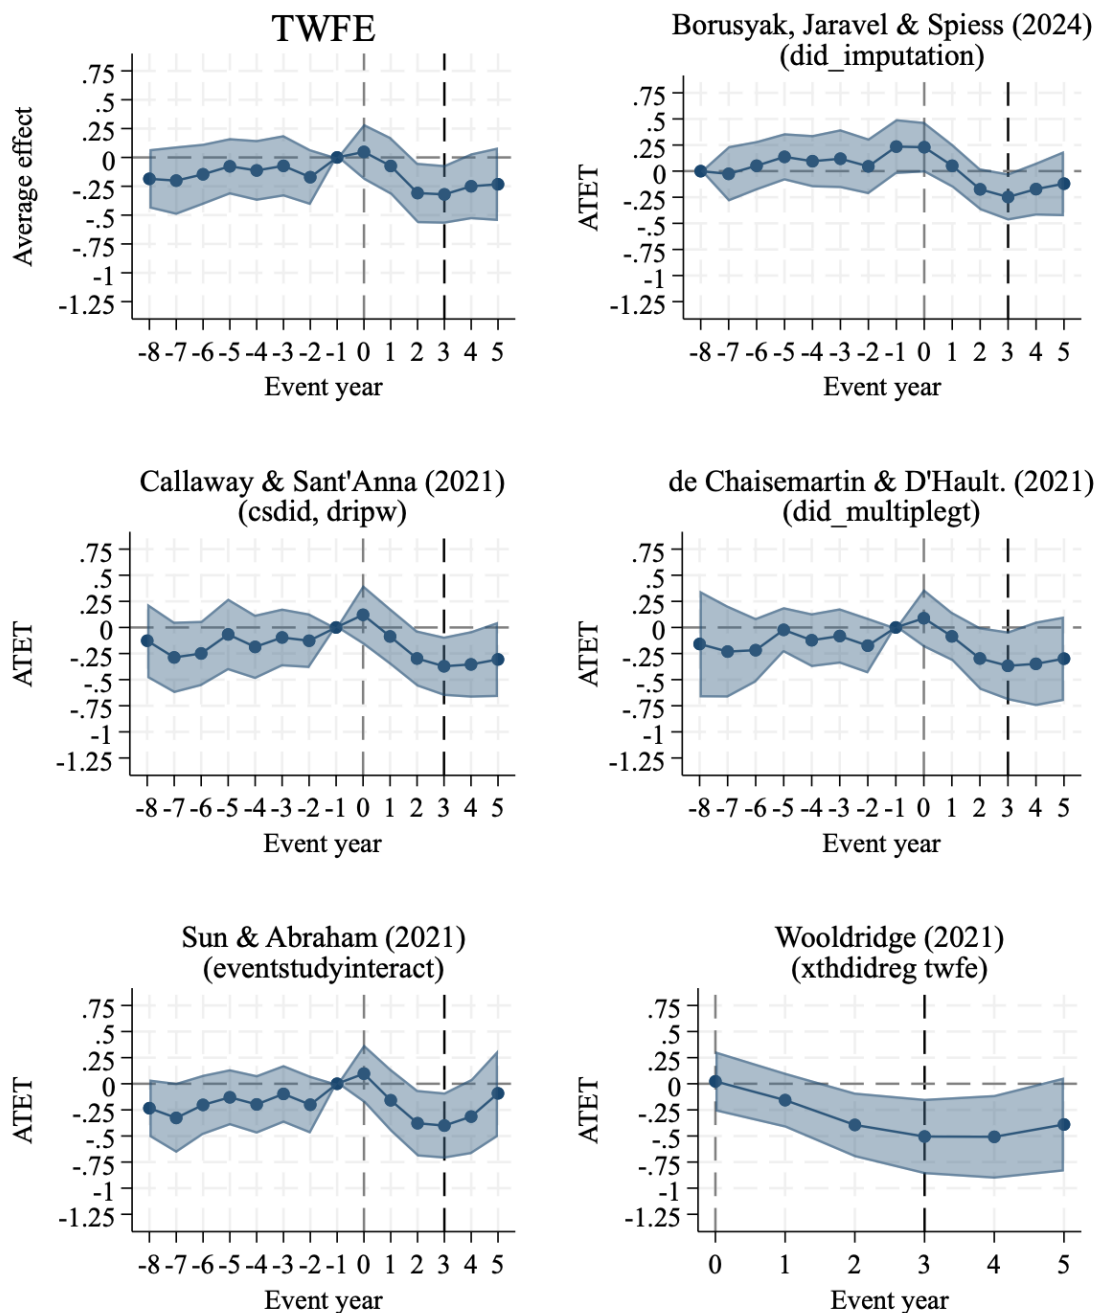 TWFE
Average effect
.75
.5
.25
0
-.25
-.5
-.75
-1
-1.25
-8 -7 -6 -5 -4 -3 -2 -1 0 1 2 3 4 5
Event year
Borusyak, Jaravel & Spiess (2024)
(did_imputation)
ATET
.75
.5
.25
0
-.25
-.5
-.75
-1
-1.25
-8 -7 -6 -5 -4 -3 -2 -1 0 1 2 3 4 5
Event year
Callaway & Sant'Anna (2021)
(csdid, dripw)
ATET
.75
.5
.25
0
-.25
-.5
-.75
-1
-1.25
-8 -7 -6 -5 -4 -3 -2 -1 0 1 2 3 4 5
Event year
de Chaisemartin & D'Hault. (2021)
(did_multiplegt)
ATET
.75
.5
.25
0
-.25
-.5
-.75
-1
-1.25
-8 -7 -6 -5 -4 -3 -2 -1 0 1 2 3 4 5
Event year
Sun & Abraham (2021)
(eventstudyinteract)
ATET
.75
.5
.25
0
-.25
-.5
-.75
-1
-1.25
-8 -7 -6 -5 -4 -3 -2 -1 0 1 2 3 4 5
Event year
Wooldridge (2021)
(xthdidreg twfe)
ATET
.75
.5
.25
0
-.25
-.5
-.75
-1
-1.25
0 1 2 3 4 5
Event year